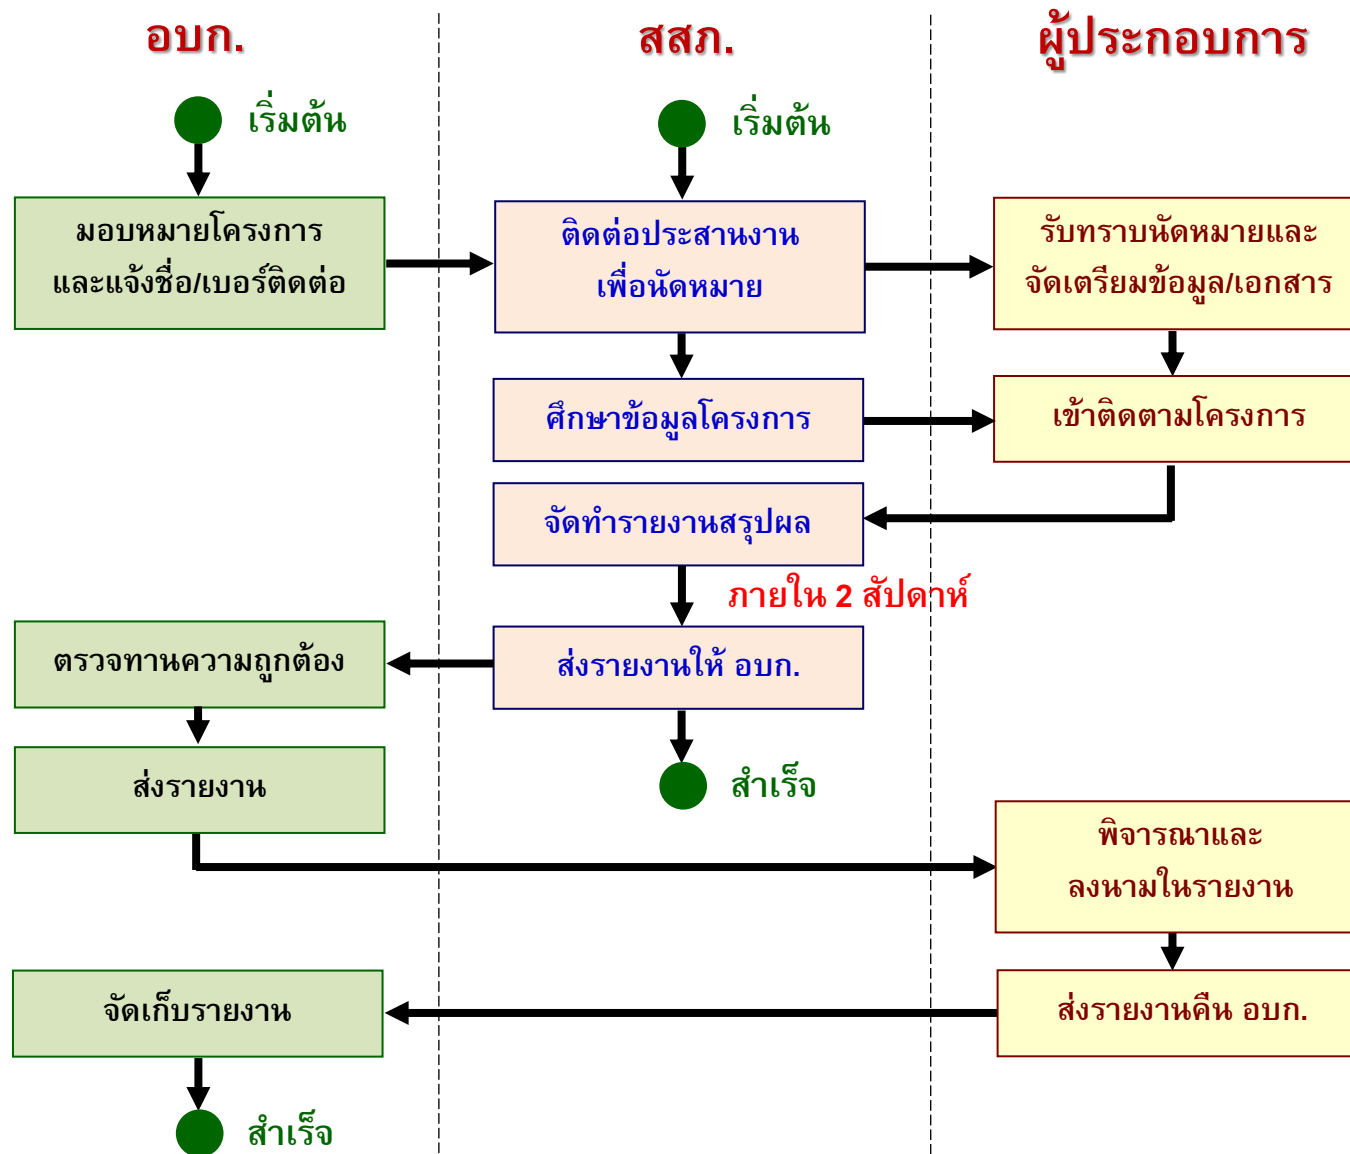 อบก.
สสภ.
ผู้ประกอบการ
เริ่มต้น
เริ่มต้น
มอบหมายโครงการ
และแจ้งชื่อ/เบอร์ติดต่อ
ติดต่อประสานงาน
เพื่อนัดหมาย
รับทราบนัดหมายและ
จัดเตรียมข้อมูล/เอกสาร
ศึกษาข้อมูลโครงการ
เข้าติดตามโครงการ
จัดทำรายงานสรุปผล
ภายใน 2 สัปดาห์
ตรวจทานความถูกต้อง
ส่งรายงานให้ อบก.
ส่งรายงาน
สำเร็จ
พิจารณาและ
ลงนามในรายงาน
จัดเก็บรายงาน
ส่งรายงานคืน อบก.
สำเร็จ